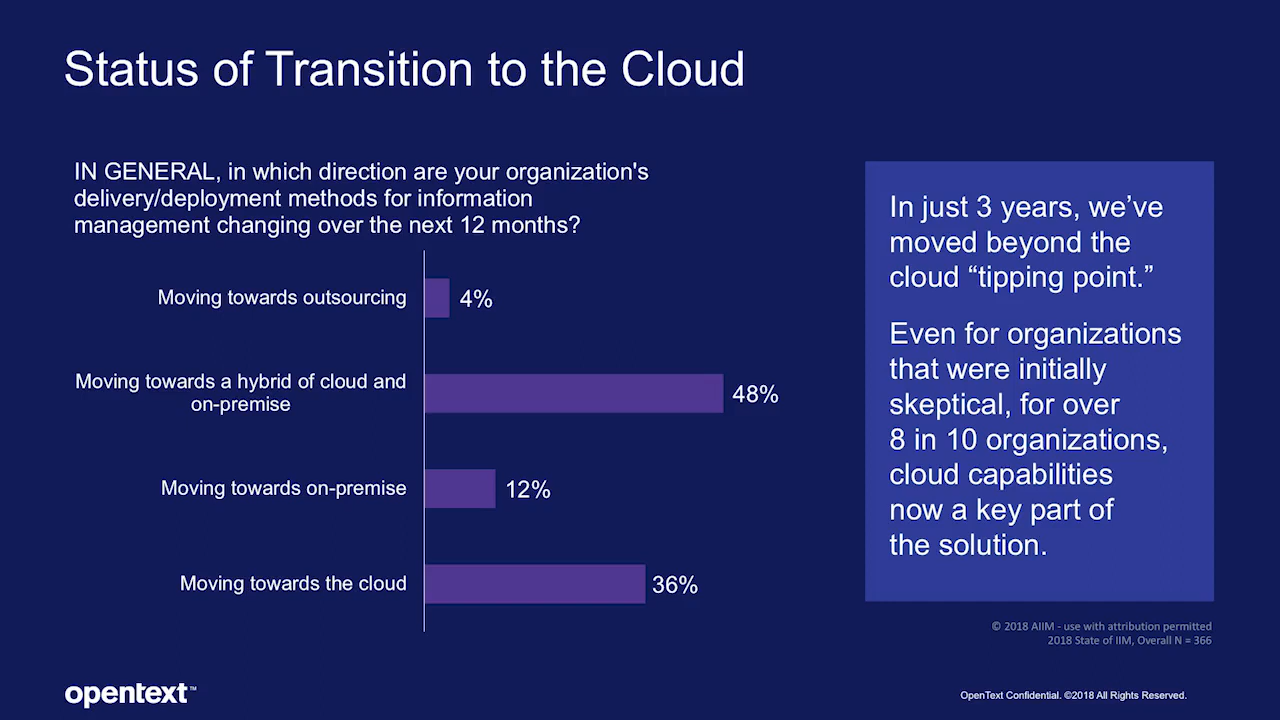 Status of Transition to the Cloud
IN GENERAL, in which direction are your organization's
delivery/deployment methods for information
management changing over the next 12 months?
Moving towards outsourcing
4%
Moving towards a hybrid of cloud and
on-premise
48%
Moving towards on-premise
12%
Moving towards the cloud
36%
In just 3 years, we’ve
moved beyond the
cloud “tipping point.”
Even for organizations
that were initially
skeptical, for over
8 in 10 organizations,
cloud capabilities
now a key part of
the solution.
© 2018 AIIM - use with attribution permitted
2018 State of IIM, Overall N = 366
opentext™
OpenText Confidential. ©2018 All Rights Reserved.